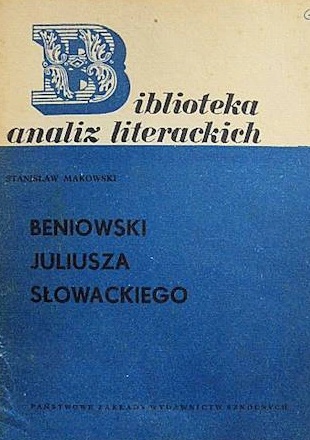 Biblioteka
analiz literackich
STANISŁAW MAKOWSKI
BENIOWSKI
JULIUSZA
SŁOWACKIEGO
PAŃSTWOWE ZAKŁADY WYDAWNICTW SZKOLNYCH